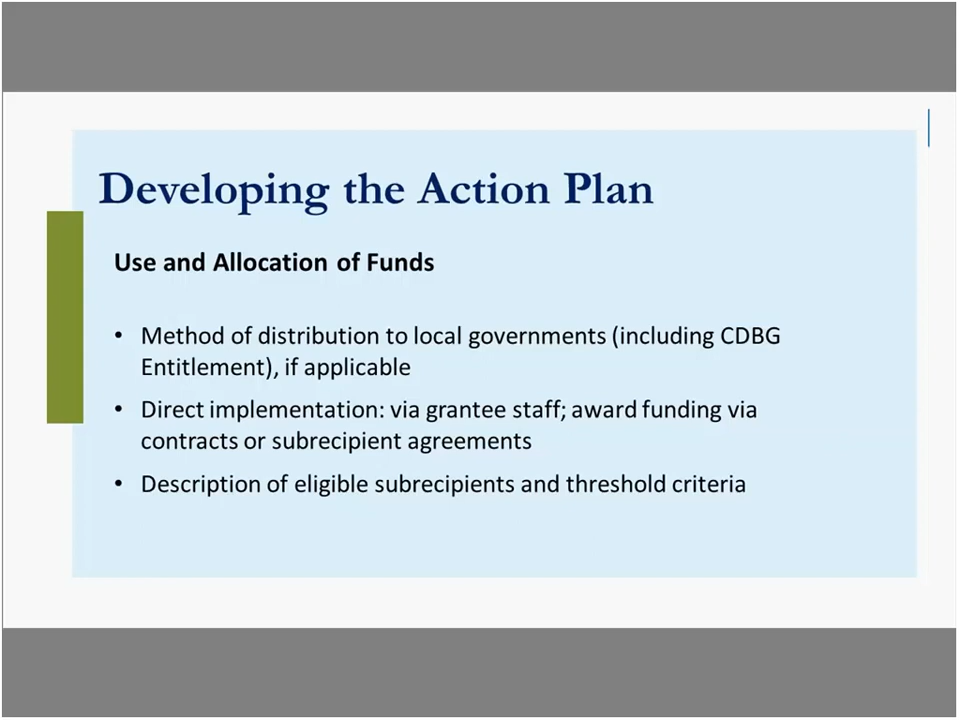 Developing the Action Plan
Use and Allocation of Funds
• Method of distribution to local governments (including CDBG
Entitlement), if applicable
• Direct implementation: via grantee staff; award funding via
contracts or subrecipient agreements
• Description of eligible subrecipients and threshold criteria